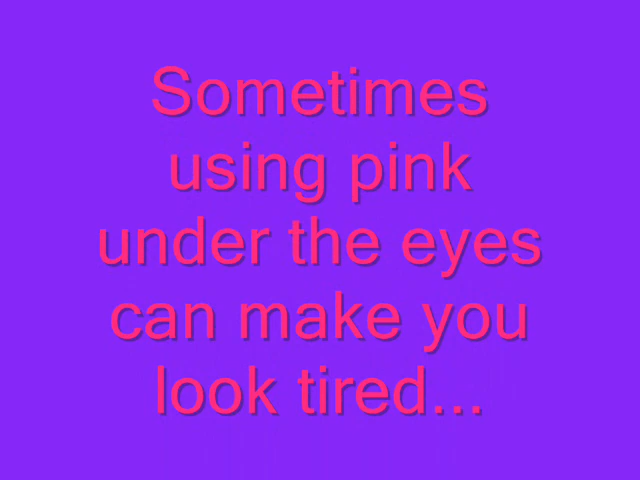 Sometimes
using pink
under the eyes
can make you
look tired...